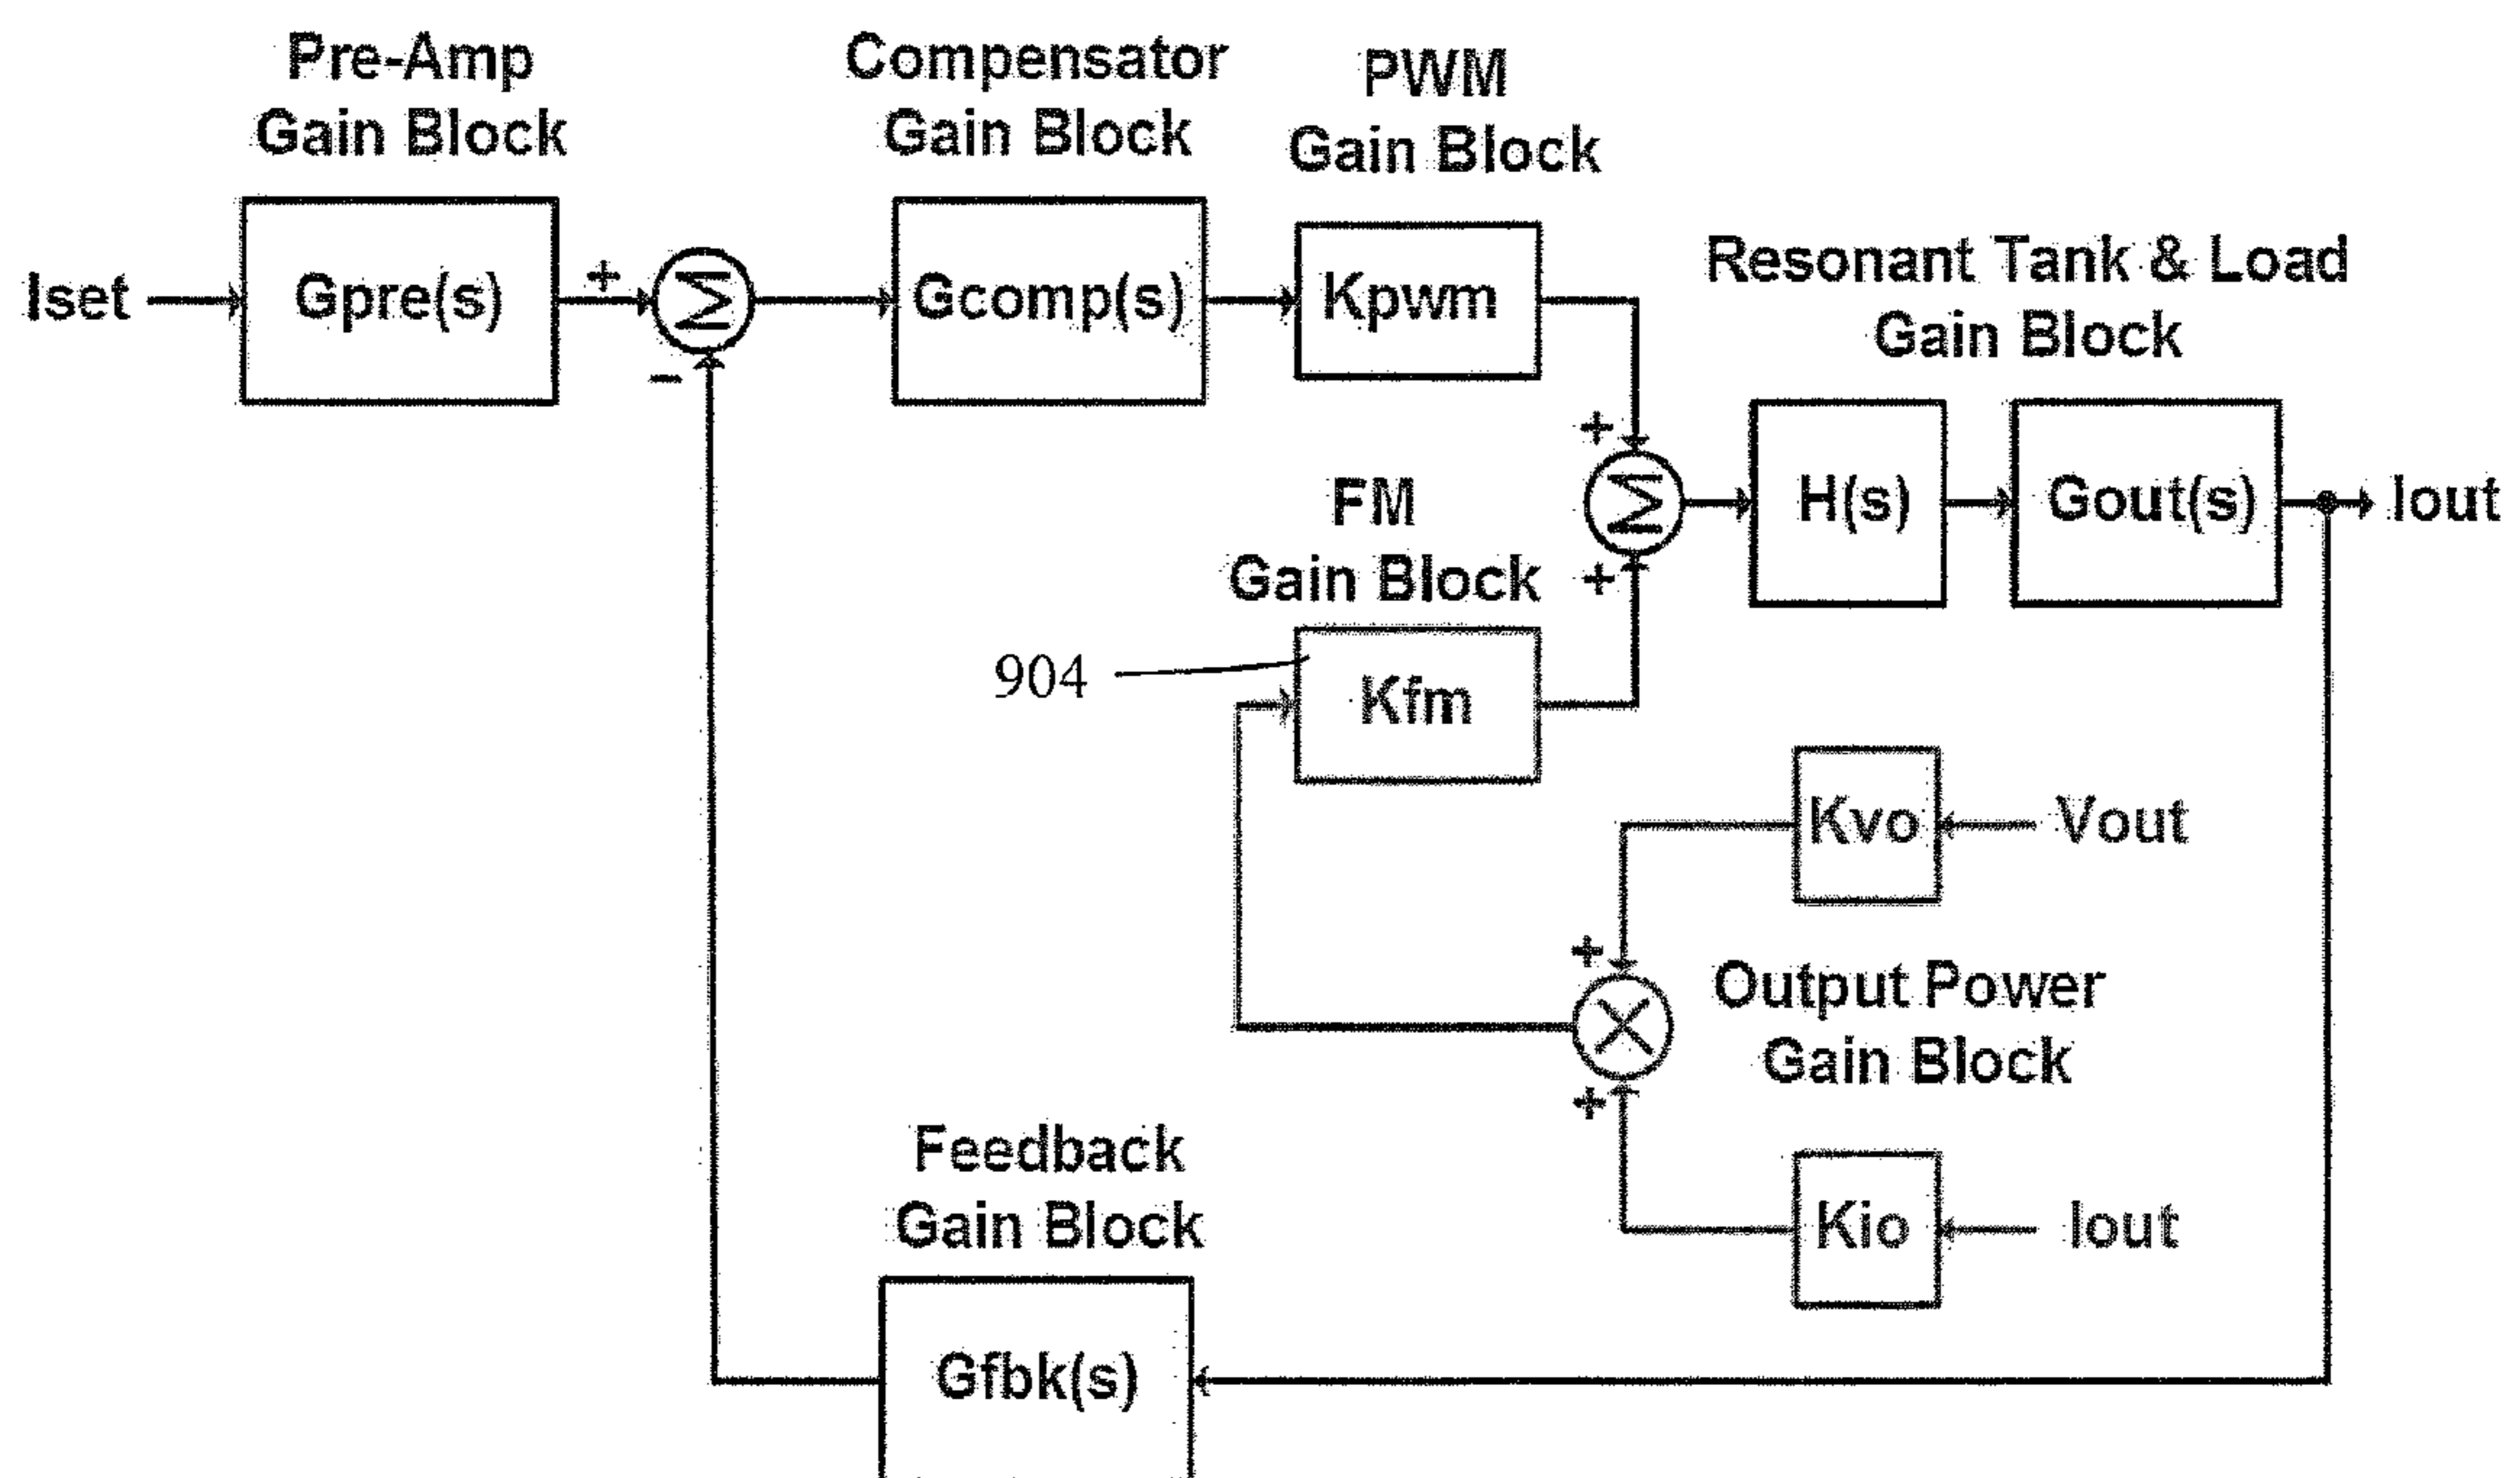 Pre-Amp
Gain Block
Compensator
Gain Block
PWM
Gain Block
Iset
Gpre(s)
+
Σ
−
Gcomp(s)
Kpwm
Resonant Tank & Load
Gain Block
+
Σ
+
H(s)
Gout(s)
Iout
FM
Gain Block
904
Kfm
Kvo
Vout
+
X
+
Output Power
Gain Block
Kio
Iout
Feedback
Gain Block
Gfbk(s)